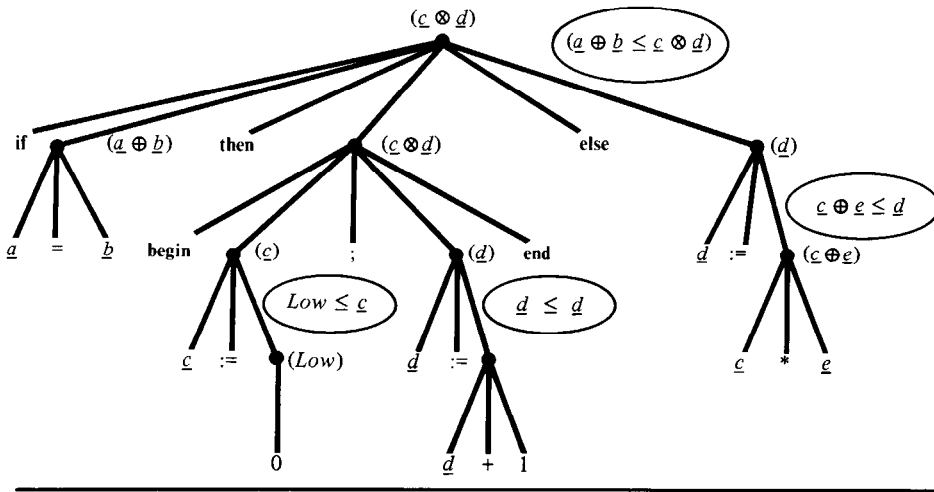 (c̲ ⊗ d̲)
(a̲ ⊕ b̲ ≤ c̲ ⊗ d̲)
if (a̲ ⊕ b̲) then (c̲ ⊗ d̲) else (d̲)
c̲ ⊕ e̲ ≤ d̲
a̲ = b̲ begin (c̲) ; (d̲) end d̲ := (c̲ ⊕ e̲)
Low ≤ c̲ d̲ ≤ d̲
c̲ := (Low) d̲ := c̲ * e̲
0 d̲ + 1